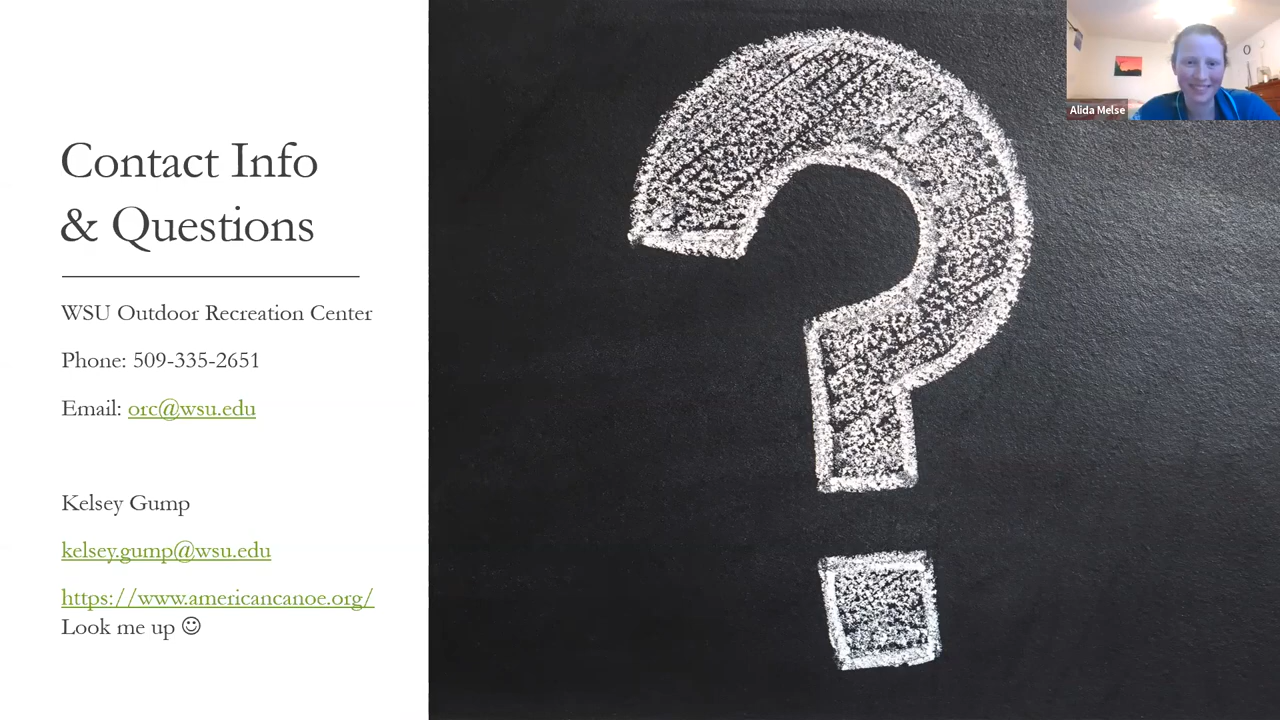 Contact Info
& Questions
WSU Outdoor Recreation Center
Phone: 509-335-2651
Email: orc@wsu.edu
Kelsey Gump
kelsey.gump@wsu.edu
https://www.americancanoe.org/
Look me up ☺
?
Alida Melse